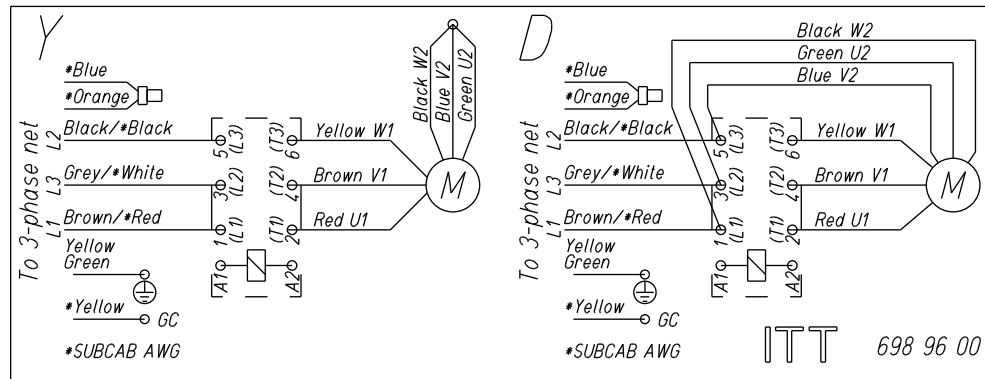 Y
*Blue
*Orange
To 3-phase net
L2
Black/*Black
L3
Grey/*White
L1
Brown/*Red
Yellow
Green
*Yellow
GC
*SUBCAB AWG
5
(L3)
(T3)
6
3
(L2)
(T2)
4
1
(L1)
(T1)
2
A1
A2
Yellow W1
Brown V1
Red U1
Black W2
Blue V2
Green U2
M
D
*Blue
*Orange
To 3-phase net
L2
Black/*Black
L3
Grey/*White
L1
Brown/*Red
Yellow
Green
*Yellow
GC
*SUBCAB AWG
Black W2
Green U2
Blue V2
5
(L3)
(T3)
6
3
(L2)
(T2)
4
1
(L1)
(T1)
2
A1
A2
Yellow W1
Brown V1
Red U1
M
ITT
698 96 00